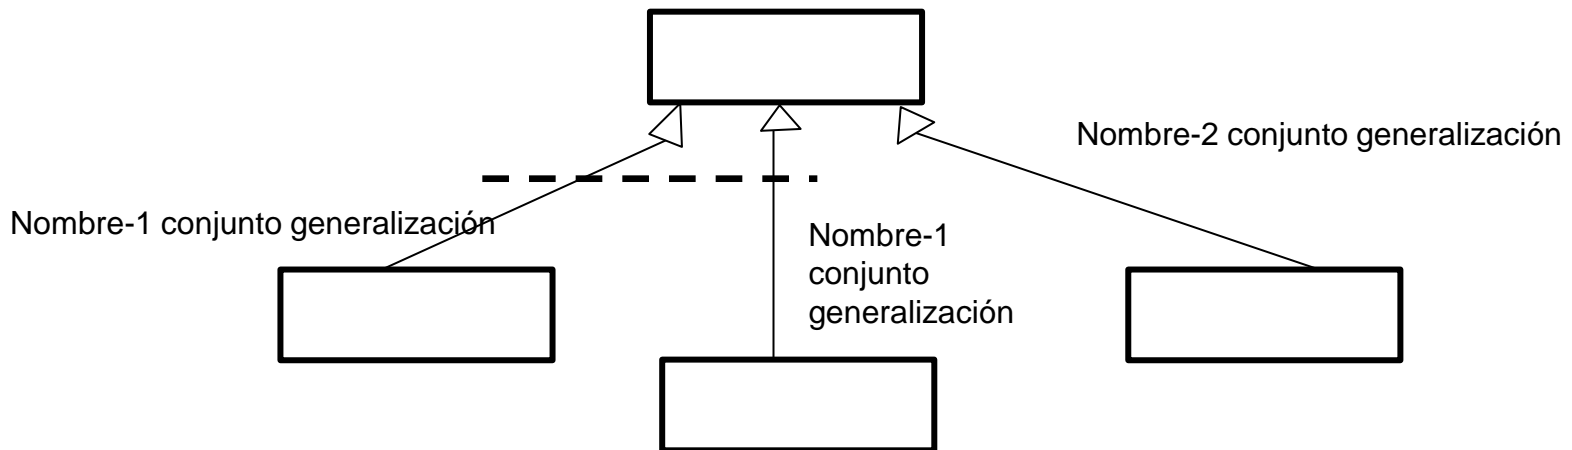 Nombre-2 conjunto generalización
Nombre-1 conjunto generalización
Nombre-1
conjunto
generalización